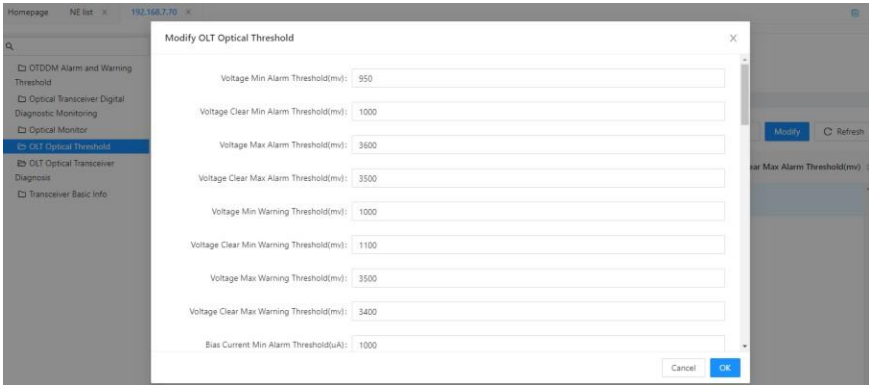 Homepage NE list × 192.168.7.70 ×
OTDDM Alarm and Warning
Threshold
Optical Transceiver Digital
Diagnostic Monitoring
Optical Monitor
OLT Optical Threshold
OLT Optical Transceiver
Diagnosis
Transceiver Basic Info
Modify OLT Optical Threshold
Voltage Min Alarm Threshold(mv): 950
Voltage Clear Min Alarm Threshold(mv): 1000
Voltage Max Alarm Threshold(mv): 3600
Voltage Clear Max Alarm Threshold(mv): 3500
Voltage Min Warning Threshold(mv): 1000
Voltage Clear Min Warning Threshold(mv): 1100
Voltage Max Warning Threshold(mv): 3500
Voltage Clear Max Warning Threshold(mv): 3400
Bias Current Min Alarm Threshold(uA): 1000
Cancel OK
Modify Refresh
ear Max Alarm Threshold(mv)